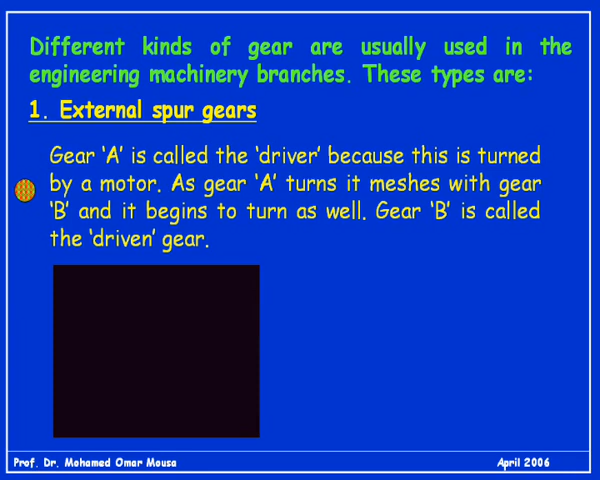 Different kinds of gear are usually used in the
engineering machinery branches. These types are:
1. External spur gears
Gear ‘A’ is called the ‘driver’ because this is turned
by a motor. As gear ‘A’ turns it meshes with gear
‘B’ and it begins to turn as well. Gear ‘B’ is called
the ‘driven’ gear.
Prof. Dr. Mohamed Omar Mousa
April 2006